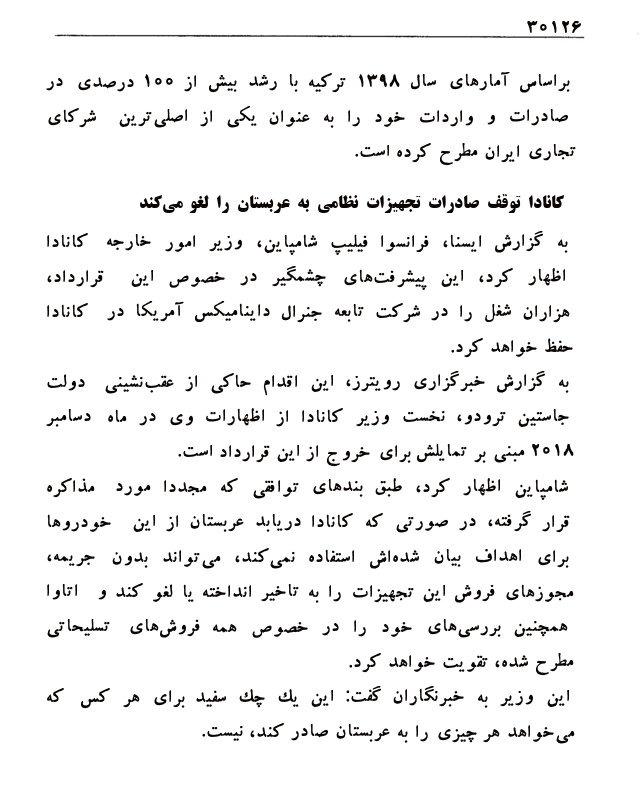 ۳۰۱۲۶
براساس آمارهای سال ۱۳۹۸ ترکیه با رشد بیش از ۱۰۰ درصدی در
صادرات و واردات خود را به عنوان یکی از اصلی‌ترین شرکای
تجاری ایران مطرح کرده است.
کانادا توقف صادرات تجهیزات نظامی به عربستان را لغو می‌کند
به گزارش ایسنا، فرانسوا فیلیپ شامپاین، وزیر امور خارجه کانادا
اظهار کرد، این پیشرفت‌های چشمگیر در خصوص این قرارداد،
هزاران شغل را در شرکت تابعه جنرال داینامیکس آمریکا در کانادا
حفظ خواهد کرد.
به گزارش خبرگزاری رویترز، این اقدام حاکی از عقب‌نشینی دولت
جاستین ترودو، نخست وزیر کانادا از اظهارات وی در ماه دسامبر
۲۰۱۸ مبنی بر تمایلش برای خروج از این قرارداد است.
شامپاین اظهار کرد، طبق بندهای توافقی که مجددا مورد مذاکره
قرار گرفته، در صورتی که کانادا دریابد عربستان از این خودروها
برای اهداف بیان شده‌اش استفاده نمی‌کند، می‌تواند بدون جریمه،
مجوزهای فروش این تجهیزات را به تاخیر انداخته یا لغو کند و اتاوا
همچنین بررسی‌های خود را در خصوص همه فروش‌های تسلیحاتی
مطرح شده، تقویت خواهد کرد.
این وزیر به خبرنگاران گفت: این یك چك سفید برای هر کس که
می‌خواهد هر چیزی را به عربستان صادر کند، نیست.